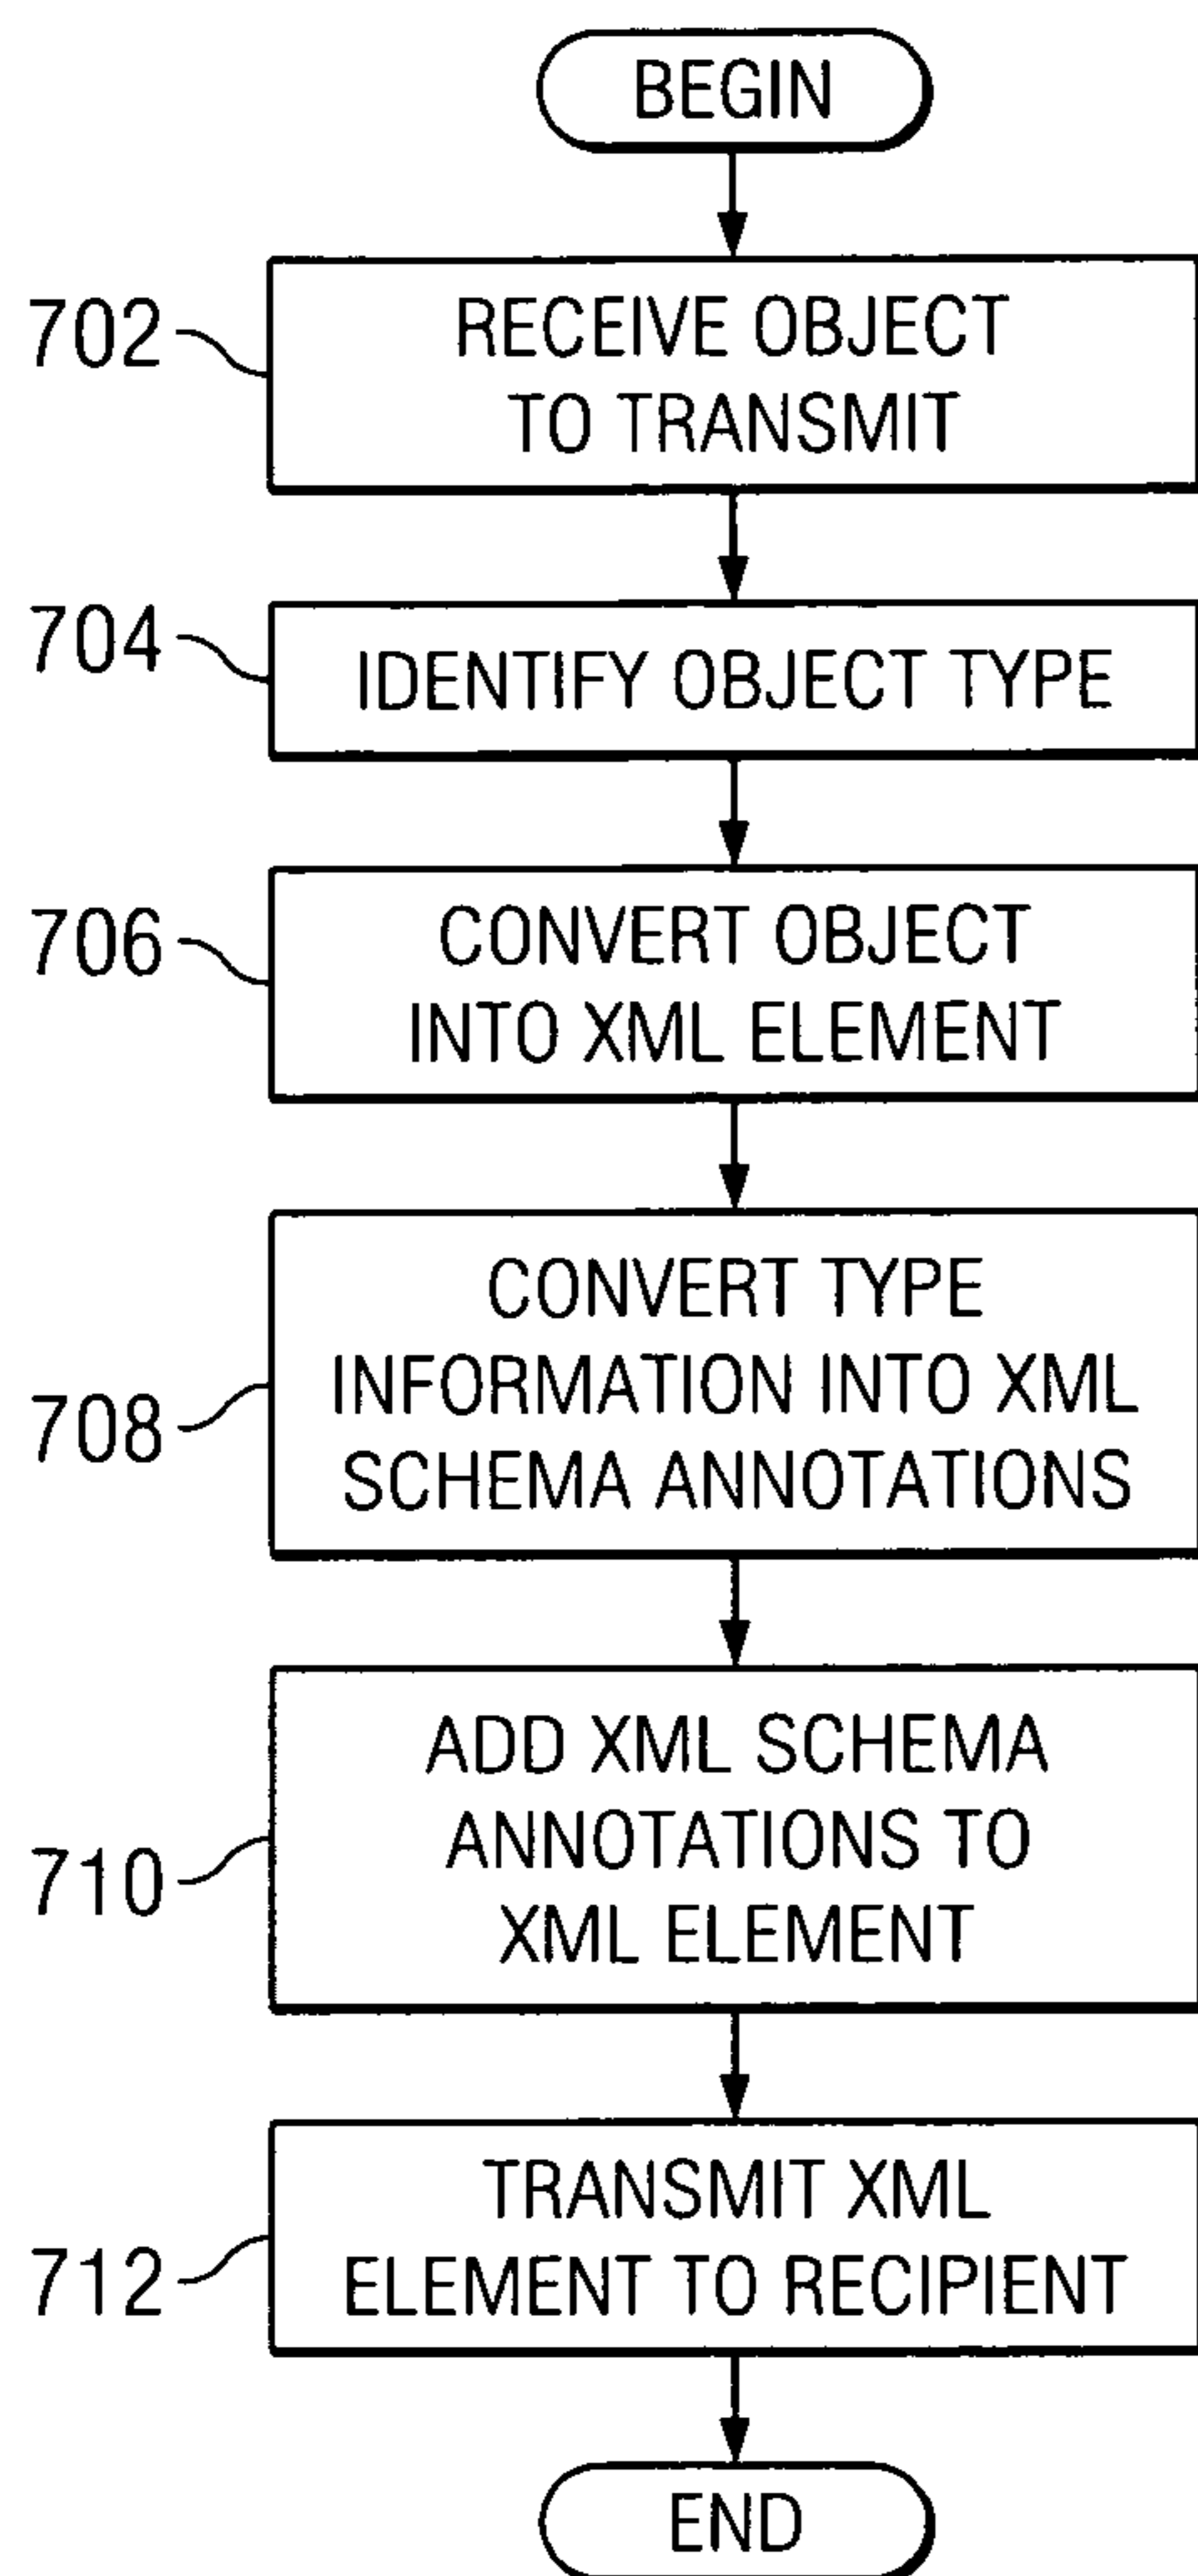 BEGIN
702
RECEIVE OBJECT
TO TRANSMIT
704
IDENTIFY OBJECT TYPE
706
CONVERT OBJECT
INTO XML ELEMENT
708
CONVERT TYPE
INFORMATION INTO XML
SCHEMA ANNOTATIONS
710
ADD XML SCHEMA
ANNOTATIONS TO
XML ELEMENT
712
TRANSMIT XML
ELEMENT TO RECIPIENT
END